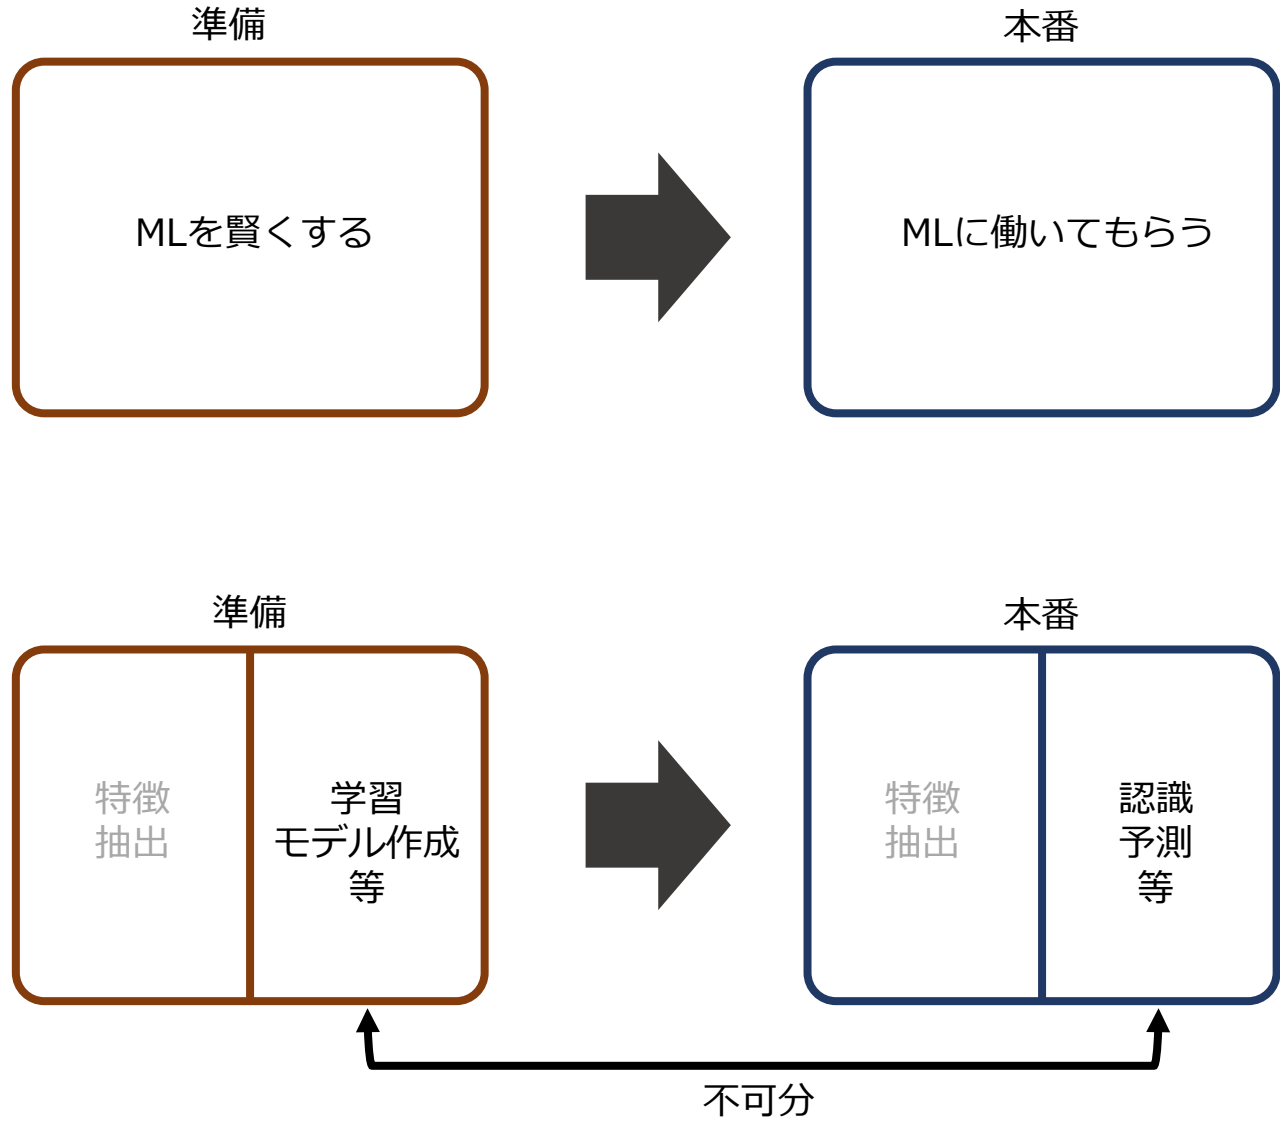 準備
本番
MLを賢くする
MLに働いてもらう
準備
本番
特徴
抽出
学習
モデル作成
等
特徴
抽出
認識
予測
等
不可分